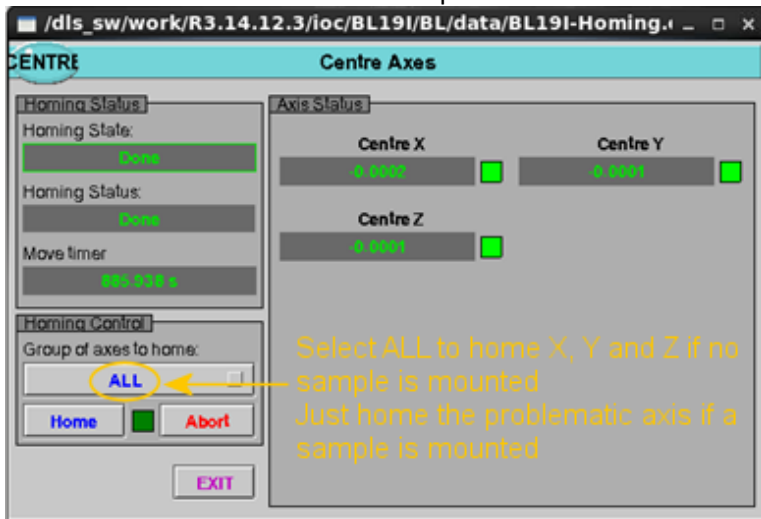 /dls_sw/work/R3.14.12.3/ioc/BL19I/BL/data/BL19I-Homing.
CENTRE
Centre Axes
Homing Status
Homing State:
Done
Homing Status:
Done
Move timer
885.938 s
Homing Control
Group of axes to home:
ALL
Home
Abort
EXIT
Axis Status
Centre X
Centre Y
-0.0002
-0.0001
Centre Z
-0.0001
Select ALL to home X, Y and Z if no
sample is mounted
Just home the problematic axis if a
sample is mounted